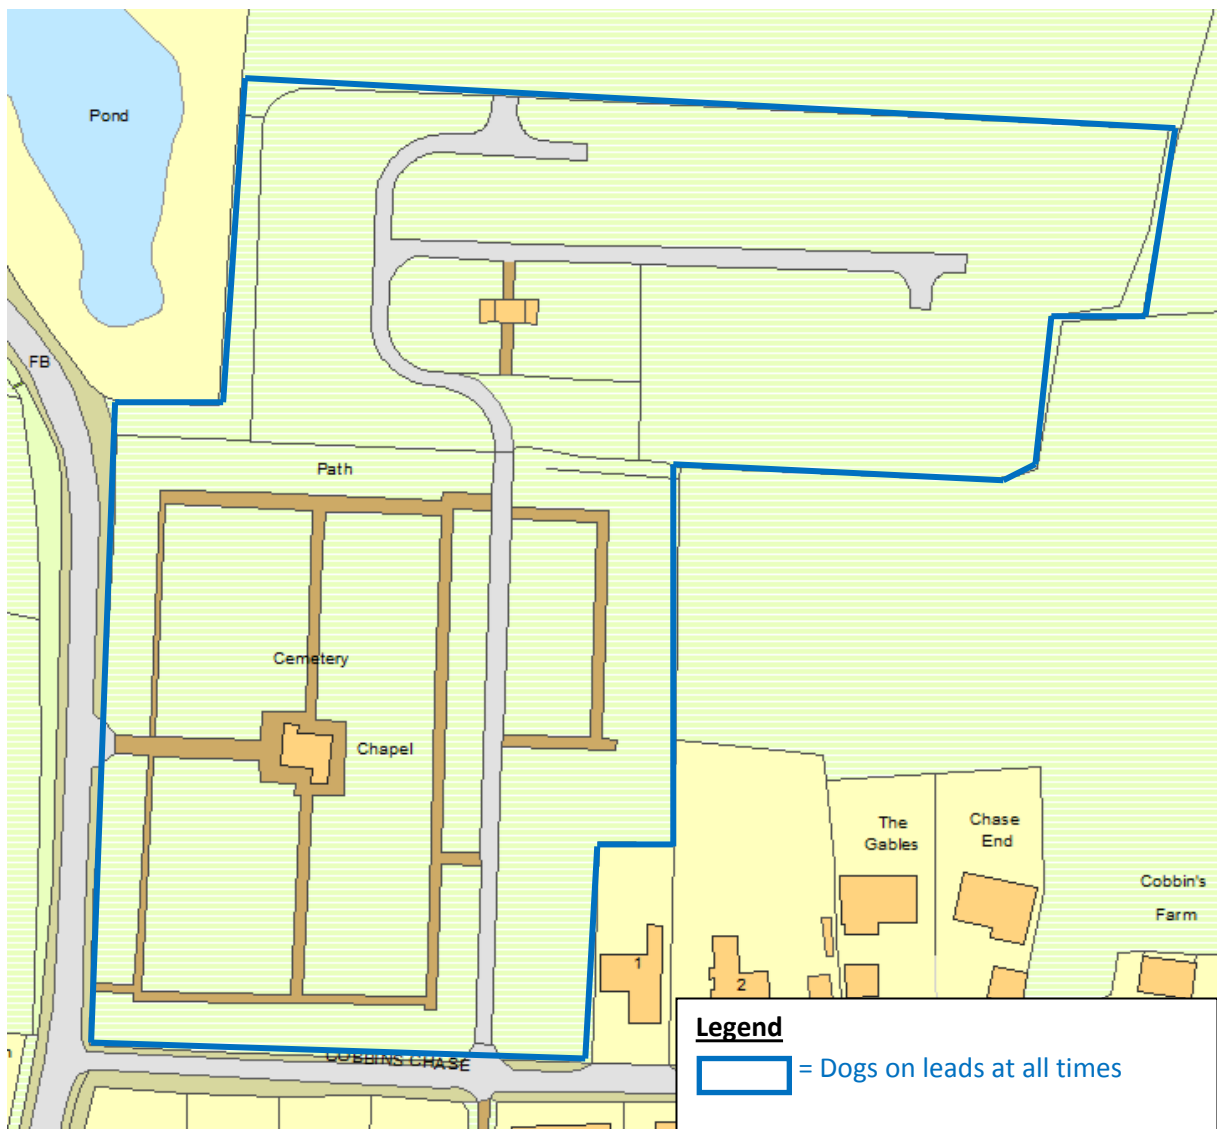 Pond
FB
Path
Cemetery
Chapel
The
Gables
Chase
End
Cobbin's
Farm
1
2
COBBINS CHASE
Legend
= Dogs on leads at all times